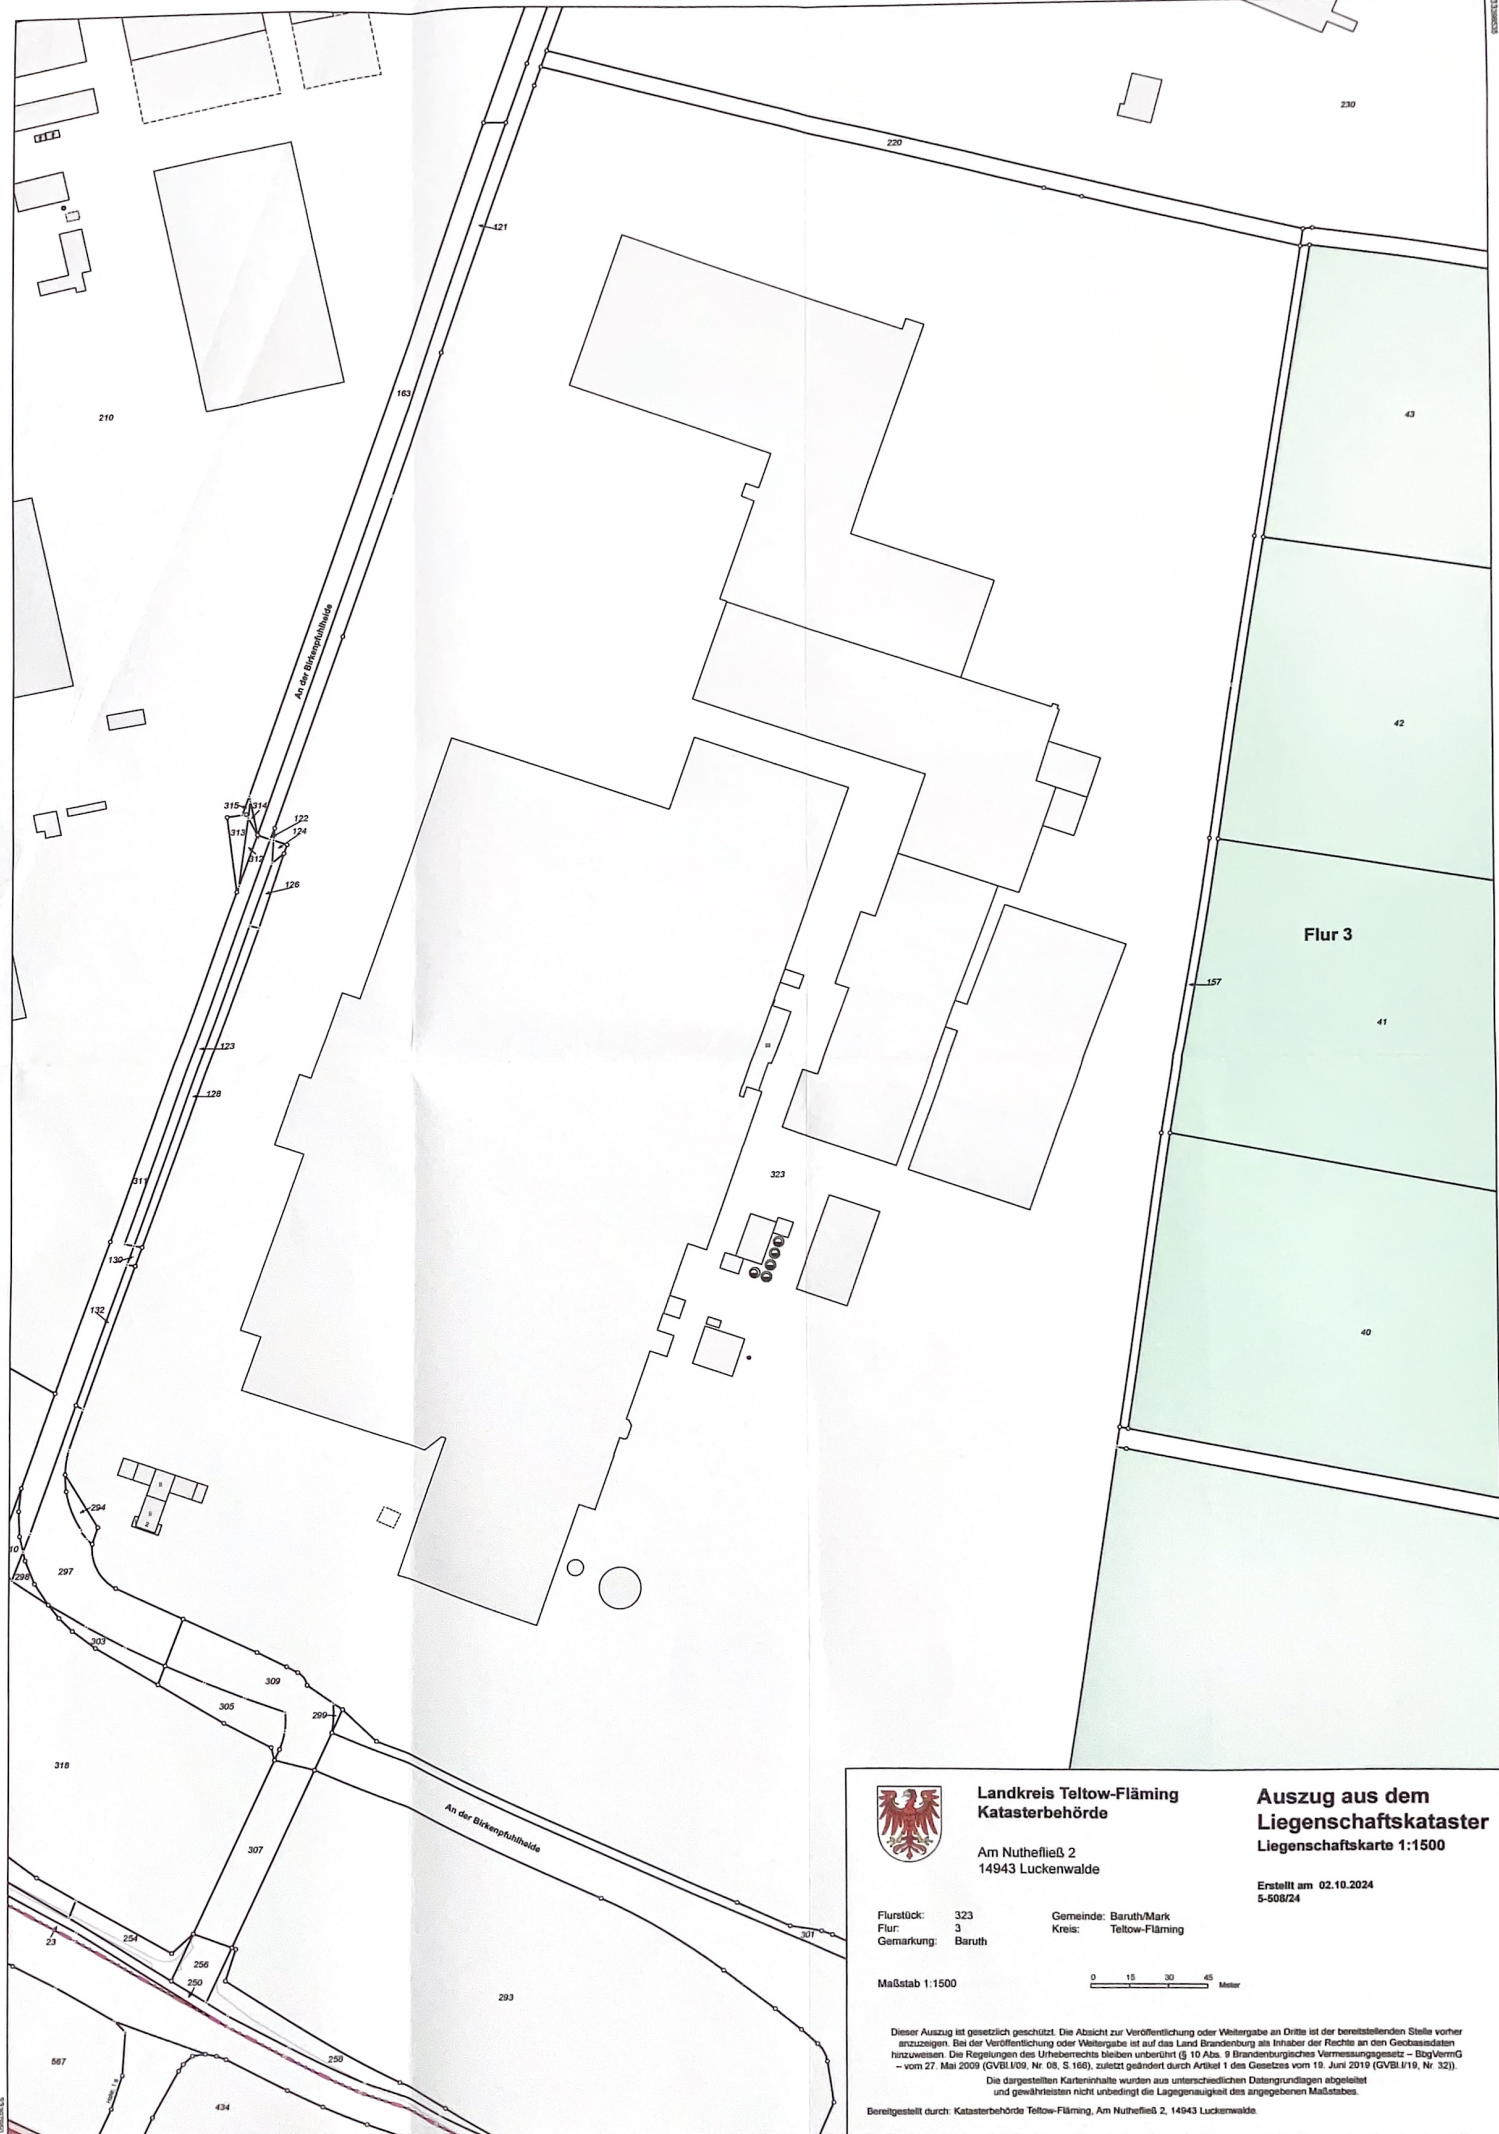 230
220
121
163
210
43
An der Birkenpfuhlheide
42
315
314
122
313
124
312
126
Flur 3
157
41
123
128
323
311
130
132
40
294
10
297
298
303
309
305
299
318
An der Birkenpfuhlheide
307
301
254
23
256
250
293
258
567
434
Landkreis Teltow-Fläming
Katasterbehörde
Am Nuthefließ 2
14943 Luckenwalde
Auszug aus dem
Liegenschaftskataster
Liegenschaftskarte 1:1500
Erstellt am 02.10.2024
5-508/24
Flurstück: 323
Flur: 3
Gemarkung: Baruth
Gemeinde: Baruth/Mark
Kreis: Teltow-Fläming
Maßstab 1:1500
0 15 30 45 Meter
Dieser Auszug ist gesetzlich geschützt. Die Absicht zur Veröffentlichung oder Weitergabe an Dritte ist der bereitstellenden Stelle vorher
anzuzeigen. Bei der Veröffentlichung oder Weitergabe ist auf das Land Brandenburg als Inhaber der Rechte an den Geobasisdaten
hinzuweisen. Die Regelungen des Urheberrechts bleiben unberührt (§ 10 Abs. 9 Brandenburgisches Vermessungsgesetz – BbgVermG
– vom 27. Mai 2009 (GVBl.I/09, Nr. 08, S.166), zuletzt geändert durch Artikel 1 des Gesetzes vom 19. Juni 2019 (GVBl.I/19, Nr. 32)).
Die dargestellten Karteninhalte wurden aus unterschiedlichen Datengrundlagen abgeleitet
und gewährleisten nicht unbedingt die Lagegenauigkeit des angegebenen Maßstabes.
Bereitgestellt durch: Katasterbehörde Teltow-Fläming, Am Nuthefließ 2, 14943 Luckenwalde.